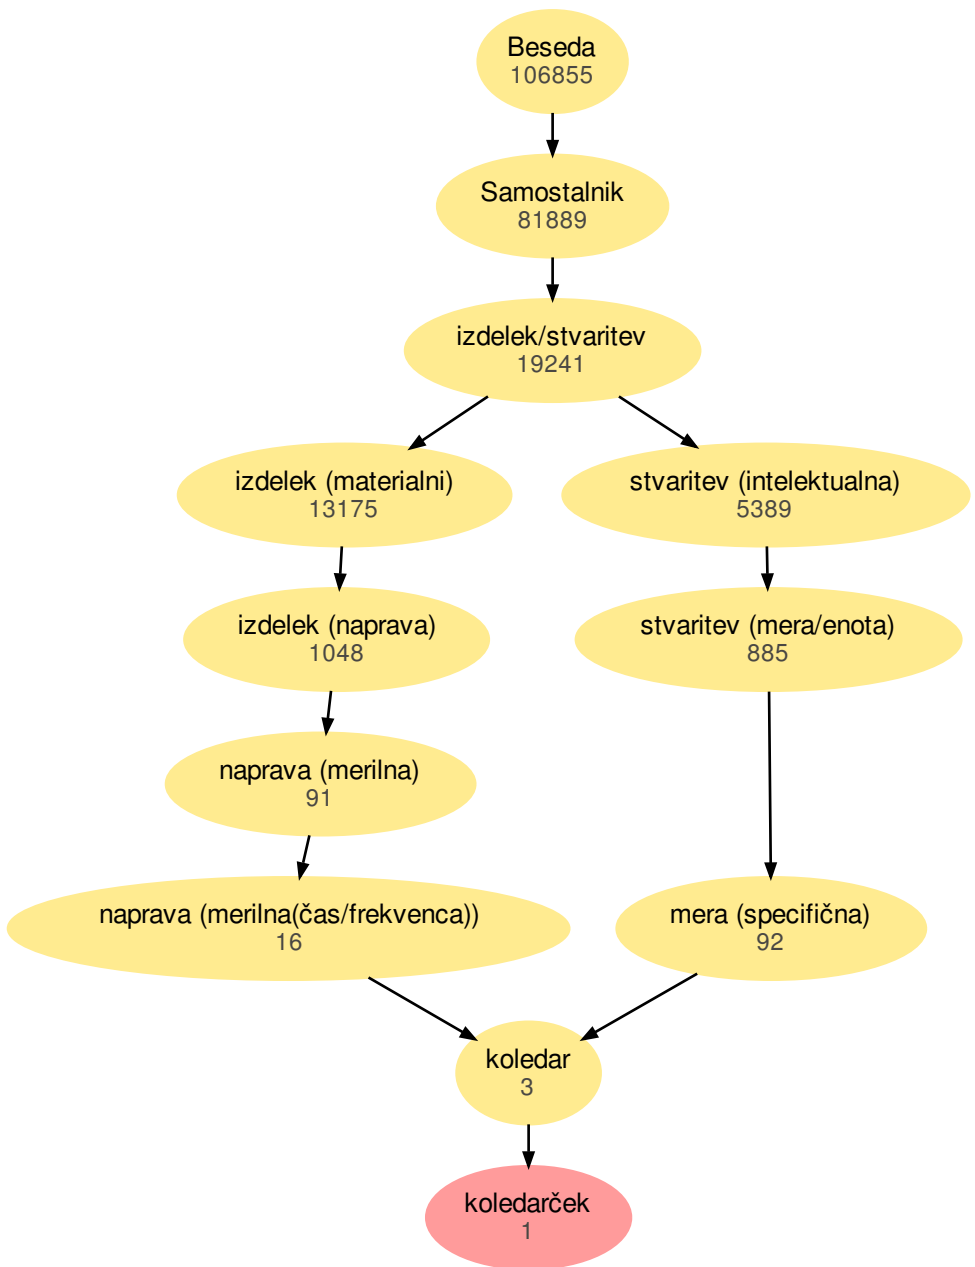 Beseda
106855
Samostalnik
81889
izdelek/stvaritev
19241
izdelek (materialni)
13175
stvaritev (intelektualna)
5389
izdelek (naprava)
1048
stvaritev (mera/enota)
885
naprava (merilna)
91
naprava (merilna(čas/frekvenca))
16
mera (specifična)
92
koledar
3
koledarček
1